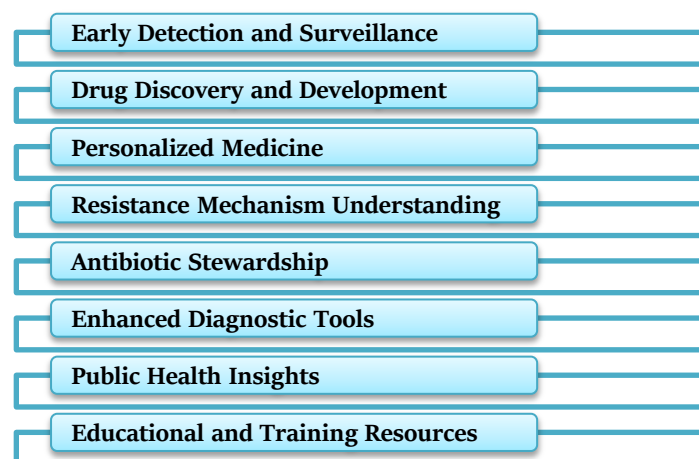 Early Detection and Surveillance
Drug Discovery and Development
Personalized Medicine
Resistance Mechanism Understanding
Antibiotic Stewardship
Enhanced Diagnostic Tools
Public Health Insights
Educational and Training Resources